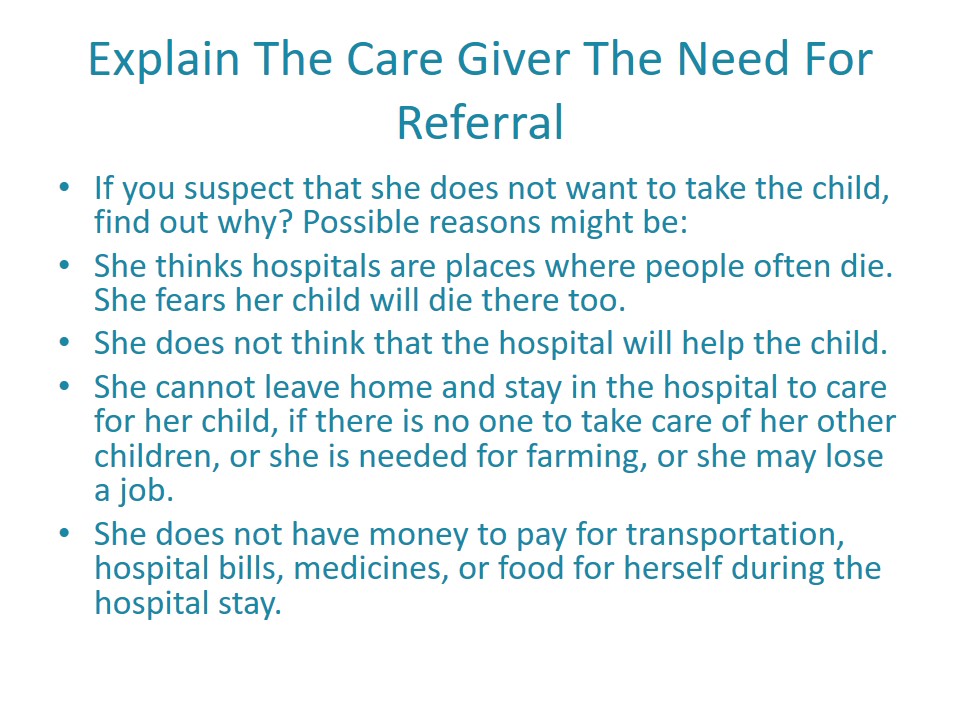 Explain The Care Giver The Need For
Referral
• If you suspect that she does not want to take the child,
find out why? Possible reasons might be:
• She thinks hospitals are places where people often die.
She fears her child will die there too.
• She does not think that the hospital will help the child.
• She cannot leave home and stay in the hospital to care
for her child, if there is no one to take care of her other
children, or she is needed for farming, or she may lose
a job.
• She does not have money to pay for transportation,
hospital bills, medicines, or food for herself during the
hospital stay.